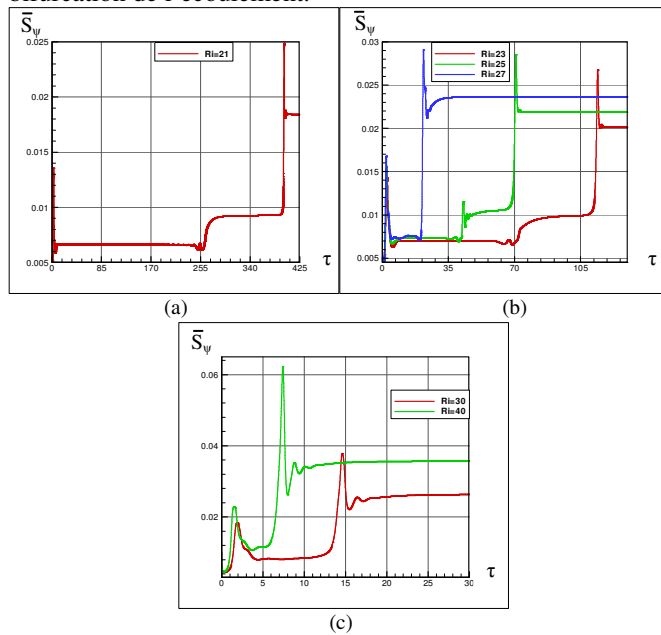 bifurcation de l'écoulement.
S̄ψ
Ri=21
0.025
0.02
0.015
0.01
0.005
0 85 170 255 340 425 τ
(a)
S̄ψ
Ri=23
Ri=25
Ri=27
0.03
0.025
0.02
0.015
0.01
0.005
0 35 70 105 τ
(b)
S̄ψ
Ri=30
Ri=40
0.06
0.04
0.02
0 5 10 15 20 25 30 τ
(c)